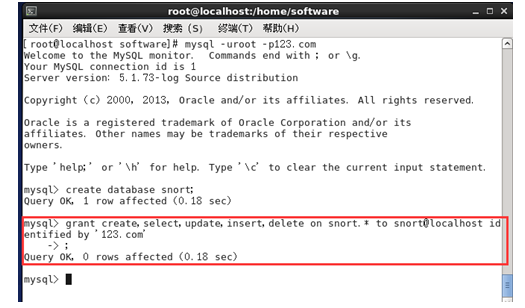 root@localhost:/home/software
文件(F) 编辑(E) 查看(V) 搜索 (S) 终端(T) 帮助(H)
[root@localhost software]# mysql -uroot -p123.com
Welcome to the MySQL monitor.  Commands end with ; or \g.
Your MySQL connection id is 1
Server version: 5.1.73-log Source distribution
Copyright (c) 2000, 2013, Oracle and/or its affiliates. All rights reserved.
Oracle is a registered trademark of Oracle Corporation and/or its
affiliates. Other names may be trademarks of their respective
owners.
Type 'help;' or '\h' for help. Type '\c' to clear the current input statement.
mysql> create database snort;
Query OK, 1 row affected (0.18 sec)
mysql> grant create,select,update,insert,delete on snort.* to snort@localhost id
entified by '123.com'
    -> ;
Query OK, 0 rows affected (0.18 sec)
mysql>